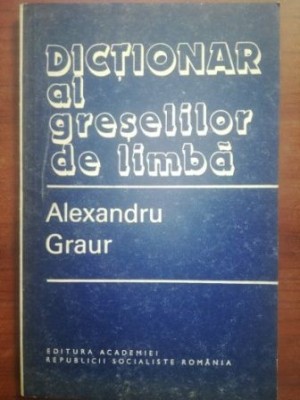 DICȚIONAR
al
greșelilor
de limbă
Alexandru
Graur
EDITURA ACADEMIEI
REPUBLICII SOCIALISTE ROMÂNIA